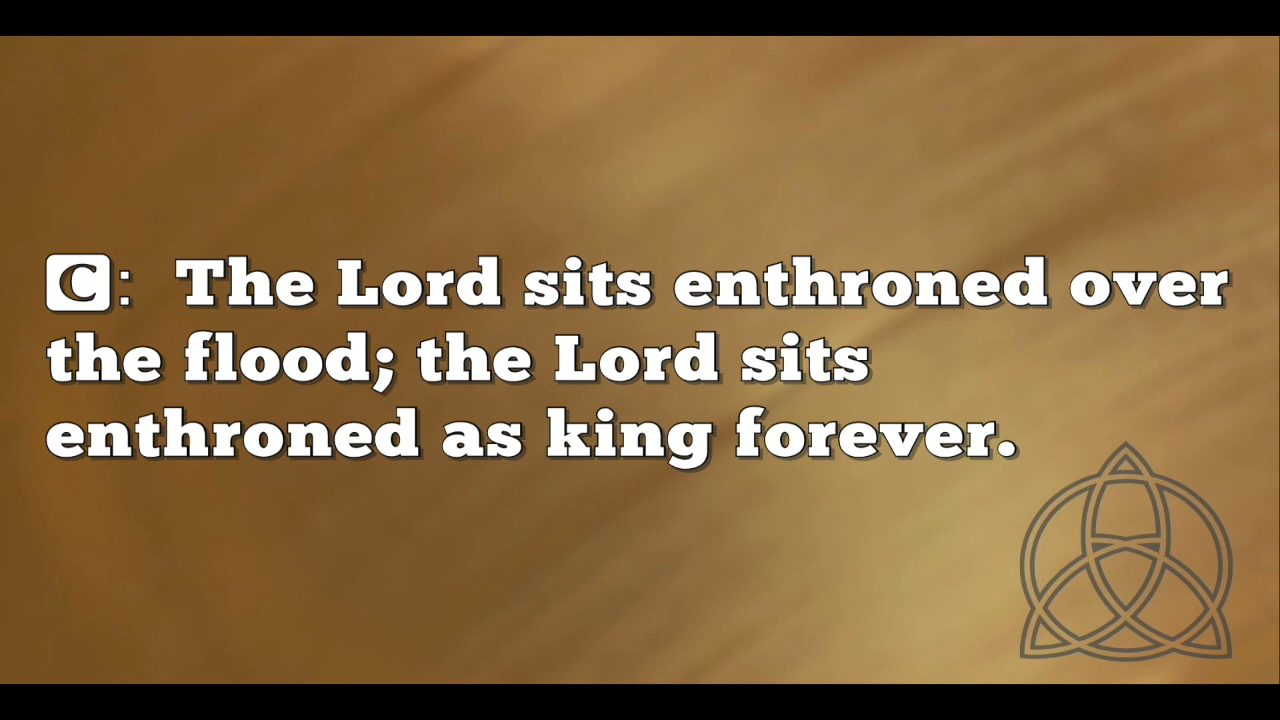 C: The Lord sits enthroned over
the flood; the Lord sits
enthroned as king forever.